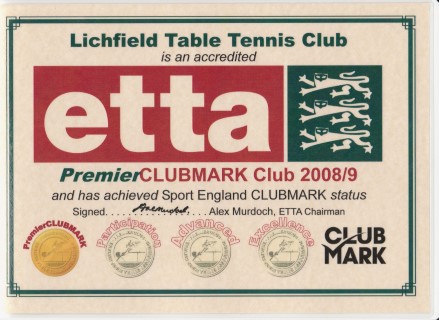 Lichfield Table Tennis Club
is an accredited
etta
PremierCLUBMARK Club 2008/9
and has achieved Sport England CLUBMARK status
Signed. . . . . . . . . . . . . . . . Alex Murdoch, ETTA Chairman
PremierCLUBMARK
Participation
Advanced
Excellence
CLUB
MARK